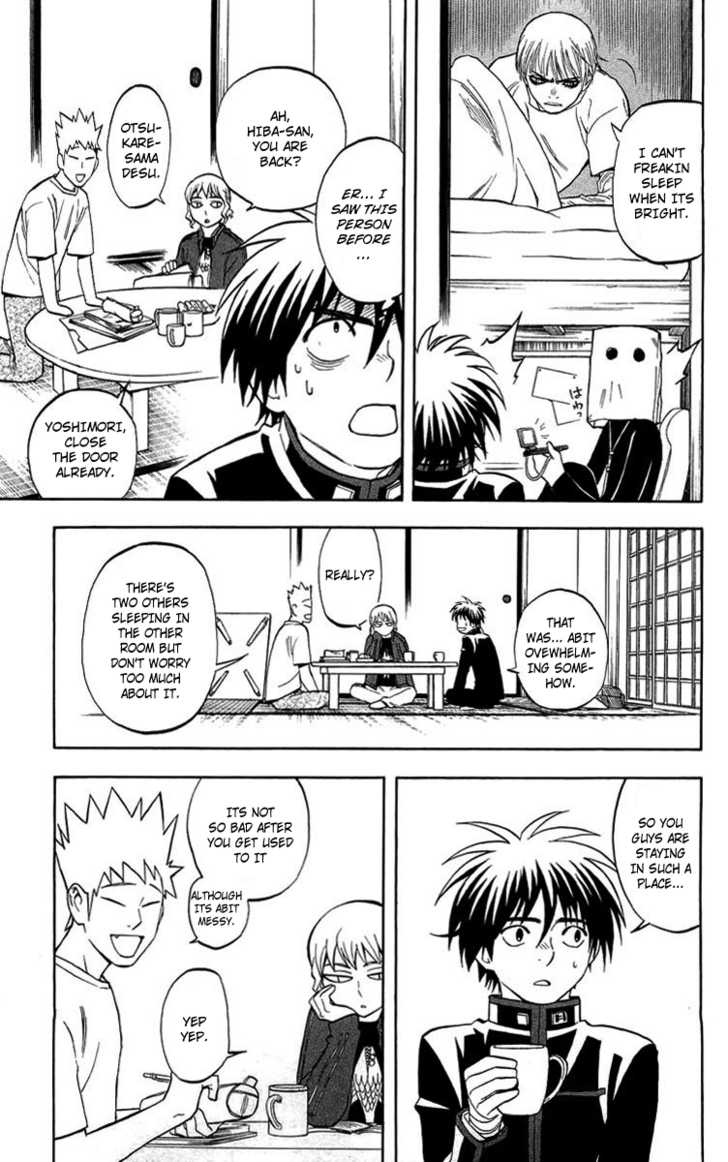 I CAN'T
FREAKIN
SLEEP
WHEN ITS
BRIGHT.
はわっ
AH,
HIBA-SAN,
YOU ARE
BACK?
OTSU-
KARE-
SAMA
DESU.
ER... I
SAW THIS
PERSON
BEFORE
...
YOSHIMORI,
CLOSE
THE DOOR
ALREADY.
THAT
WAS... ABIT
OVEWHELM-
ING SOME-
HOW.
REALLY?
THERE'S
TWO OTHERS
SLEEPING
IN THE
OTHER
ROOM BUT
DON'T WORRY
TOO MUCH
ABOUT IT.
SO YOU
GUYS ARE
STAYING
IN SUCH A
PLACE...
ITS NOT
SO BAD AFTER
YOU GET USED
TO IT
ALTHOUGH
ITS ABIT
MESSY.
YEP
YEP.